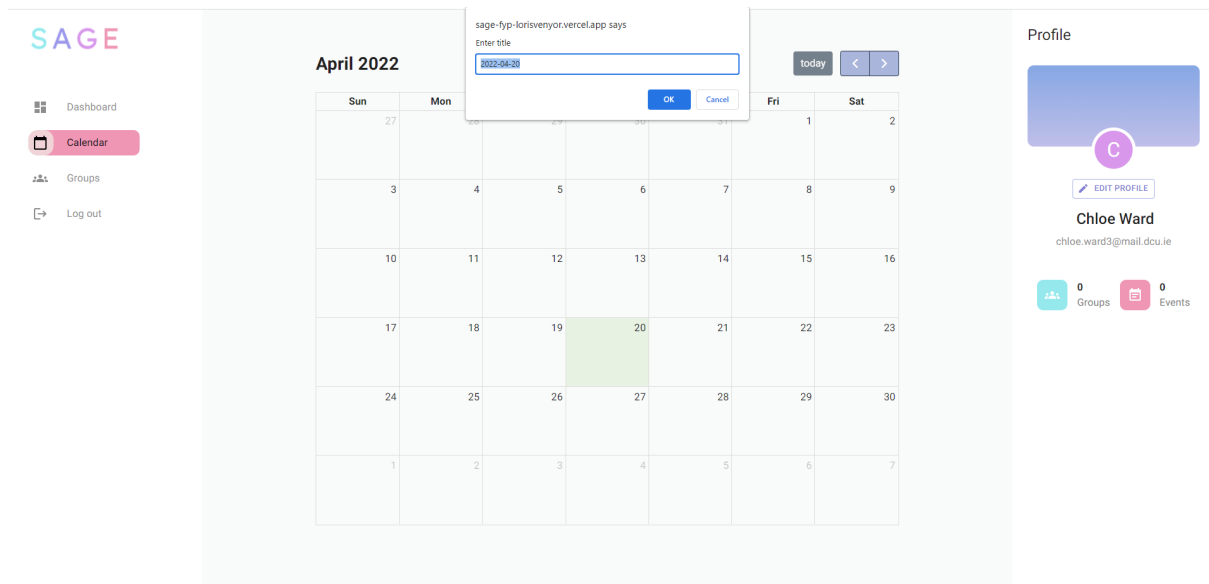 SAGE
Dashboard
Calendar
Groups
Log out
sage-fyp-lorisvenyor.vercel.app says
Enter title
2022-04-20
OK Cancel
April 2022
today
Sun Mon Fri Sat
27 28 29 30 31 1 2
3 4 5 6 7 8 9
10 11 12 13 14 15 16
17 18 19 20 21 22 23
24 25 26 27 28 29 30
1 2 3 4 5 6 7
Profile
C
EDIT PROFILE
Chloe Ward
chloe.ward3@mail.dcu.ie
0 0
Groups Events